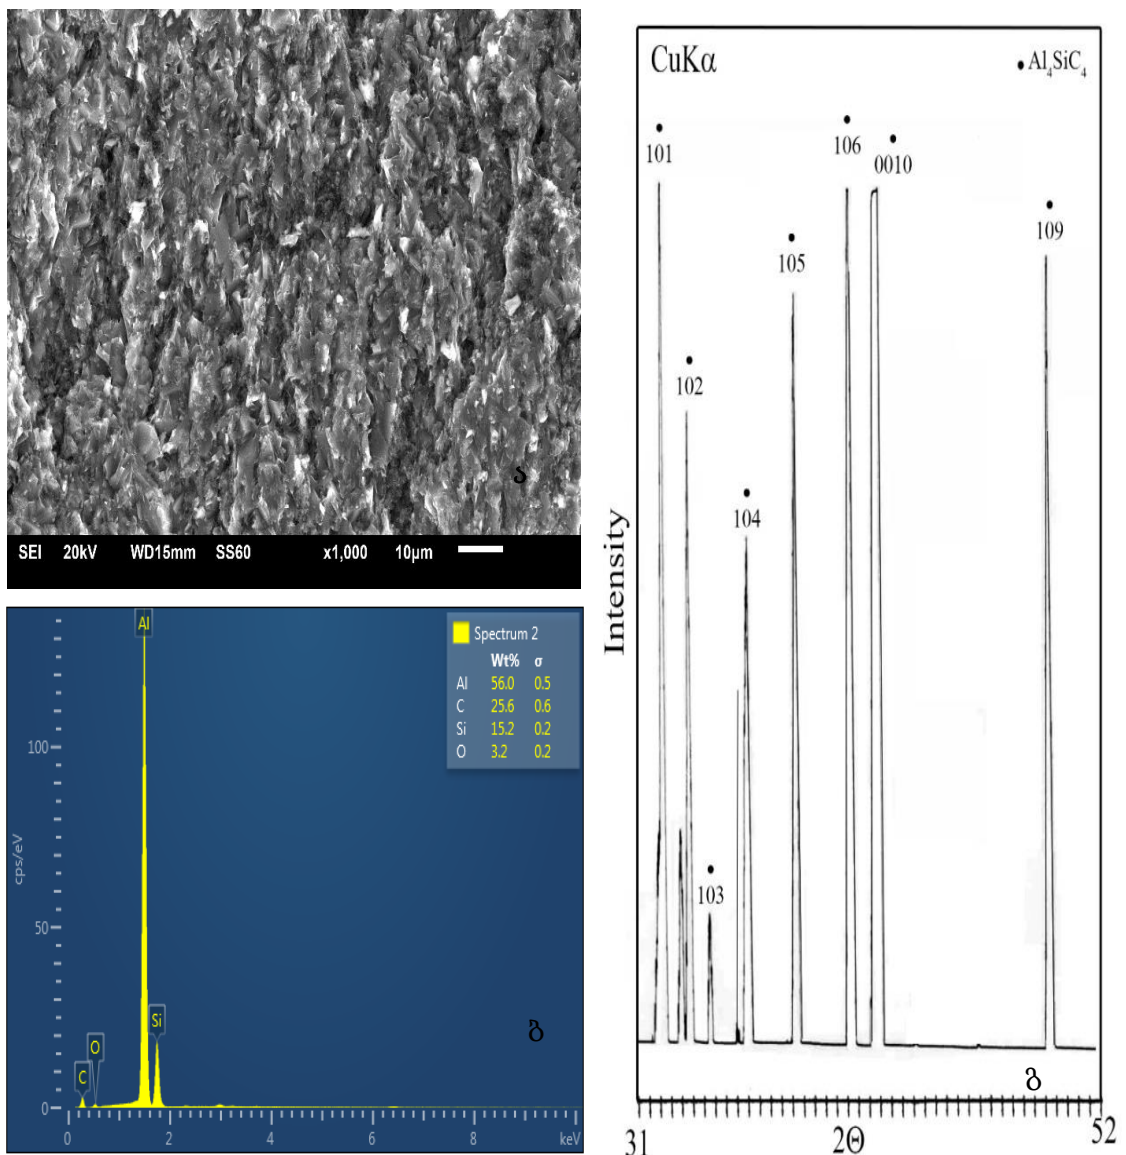 ა
SEI 20kV WD15mm SS60 x1,000 10μm
Al
Spectrum 2
Wt% σ
Al 56.0 0.5
C 25.6 0.6
Si 15.2 0.2
O 3.2 0.2
100
50
0
cps/eV
Si
O
C
ბ
0 2 4 6 8 keV
CuKα
• Al₄SiC₄
101
106
0010
109
105
102
104
103
Intensity
გ
31 2Θ 52